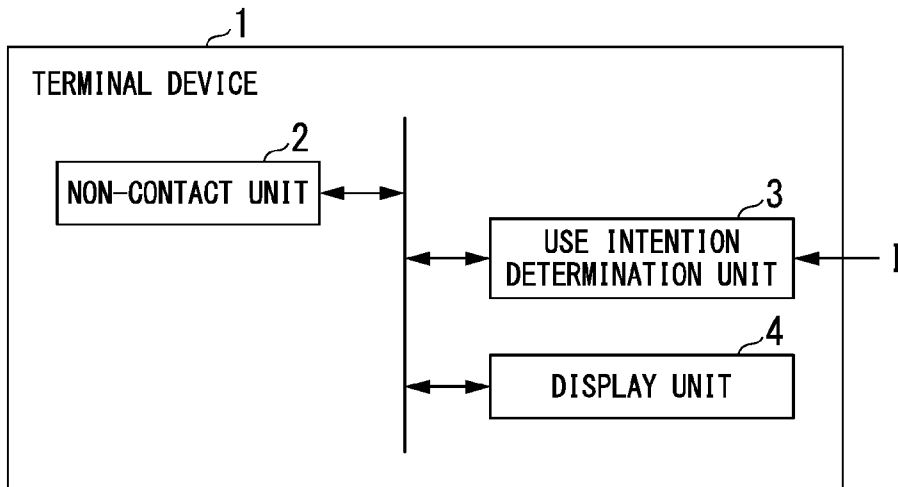 1
TERMINAL DEVICE
2
NON-CONTACT UNIT
3
USE INTENTION
DETERMINATION UNIT
I
4
DISPLAY UNIT